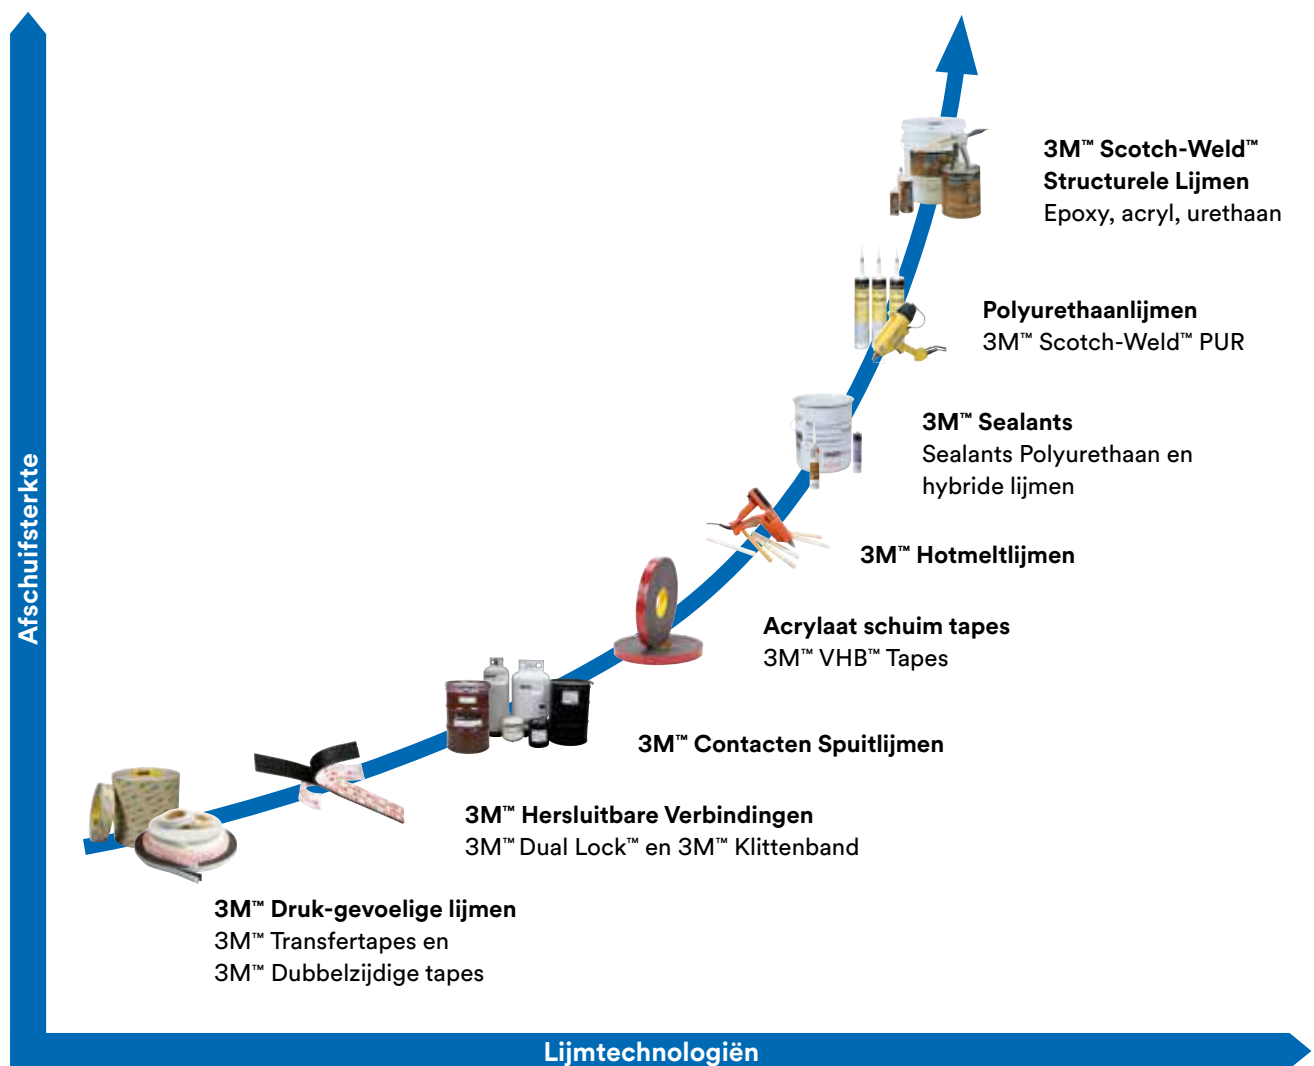 3M™ Scotch-Weld™
Structurele Lijmen
Epoxy, acryl, urethaan
Polyurethaanlijmen
3M™ Scotch-Weld™ PUR
3M™ Sealants
Sealants Polyurethaan en
hybride lijmen
3M™ Hotmeltlijmen
Acrylaat schuim tapes
3M™ VHB™ Tapes
3M™ Contacten Spuitlijmen
3M™ Hersluitbare Verbindingen
3M™ Dual Lock™ en 3M™ Klittenband
3M™ Druk-gevoelige lijmen
3M™ Transfertapes en
3M™ Dubbelzijdige tapes
Afschuifsterkte
Lijmtechnologiën